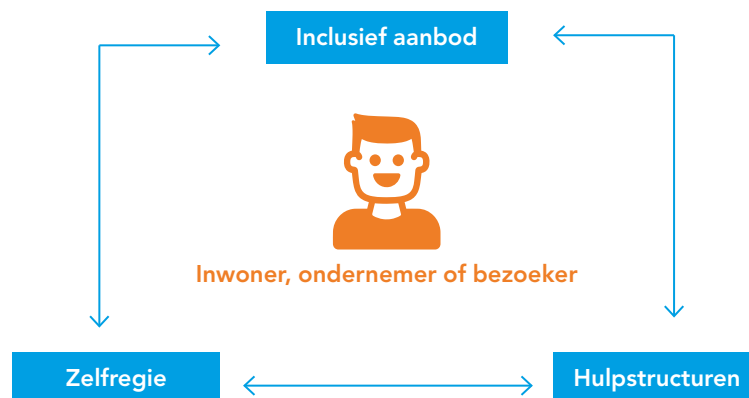 Inclusief aanbod
Inwoner, ondernemer of bezoeker
Zelfregie
Hulpstructuren